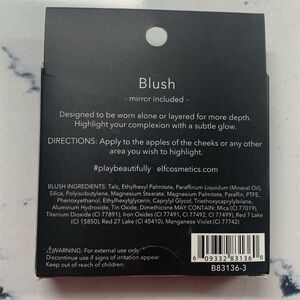 Blush
- mirror included -
Designed to be worn alone or layered for more depth.
Highlight your complexion with a subtle glow.
DIRECTIONS: Apply to the apples of the cheeks or any other
area you wish to highlight.
#playbeautifully elfcosmetics.com
BLUSH INGREDIENTS: Talc, Ethylhexyl Palmitate, Paraffinum Liquidum (Mineral Oil),
Silica, Polyisobutylene, Magnesium Stearate, Magnesium Myristate, Paraffin, PTFE,
Phenoxyethanol, Ethylhexylglycerin, Caprylyl Glycol, Triethoxycaprylylsilane,
Aluminum Hydroxide, Tin Oxide, Dimethicone MAY CONTAIN: Mica (CI 77019),
Titanium Dioxide (CI 77891), Iron Oxides (CI 77491, CI 77492, CI 77499), Red 7 Lake
(CI 15850), Red 27 Lake (CI 45410), Manganese Violet (CI 77742)
WARNING: For external use only.
Discontinue use if signs of irritation appear.
Keep out of reach of children.
6 09332 83136 0
B83136-3